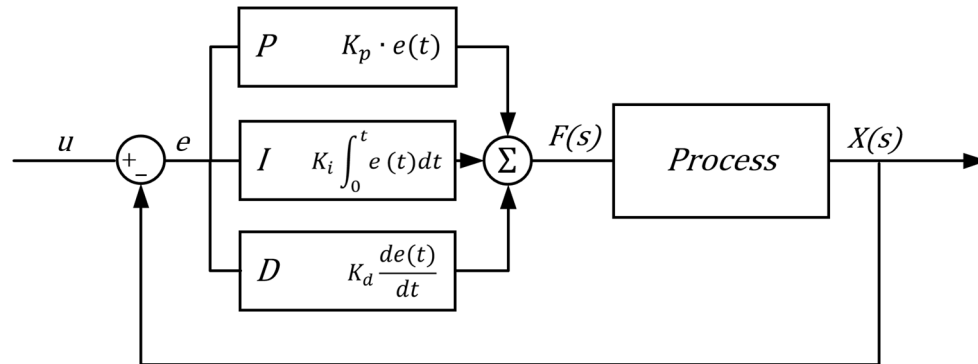 P K_p · e(t)
u
+
−
e
I K_i ∫_0^t e (t)dt
Σ
F(s)
Process
X(s)
D K_d de(t)/dt